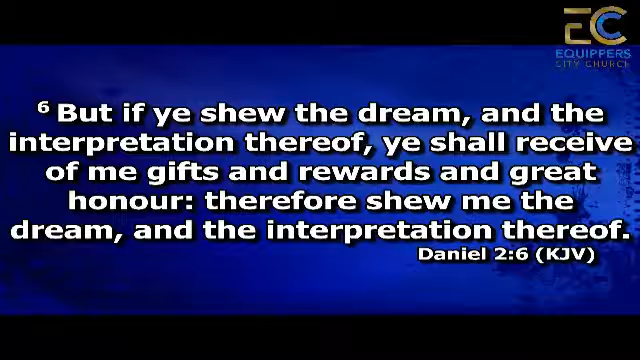 EC
EQUIPPERS
CITY CHURCH
6 But if ye shew the dream, and the
interpretation thereof, ye shall receive
of me gifts and rewards and great
honour: therefore shew me the
dream, and the interpretation thereof.
Daniel 2:6 (KJV)